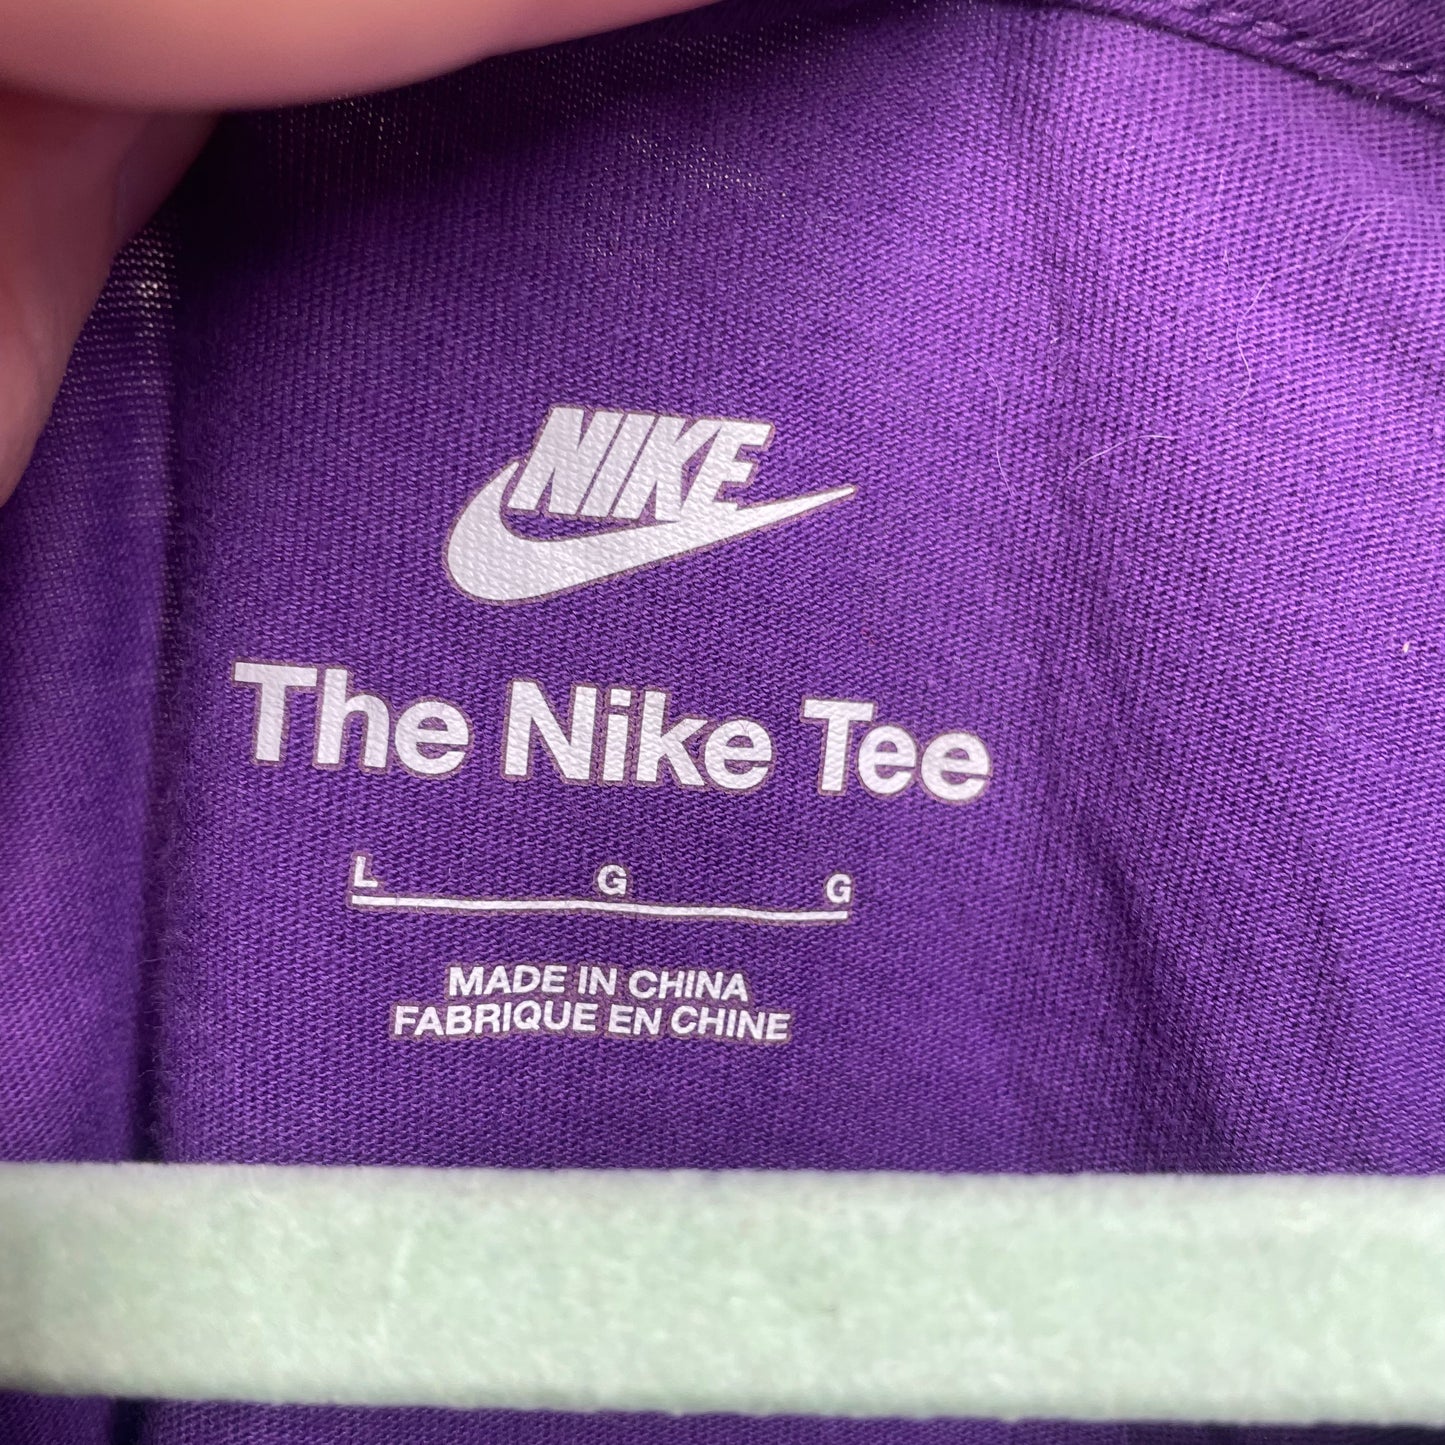 NIKE
The Nike Tee
L G G
MADE IN CHINA
FABRIQUE EN CHINE